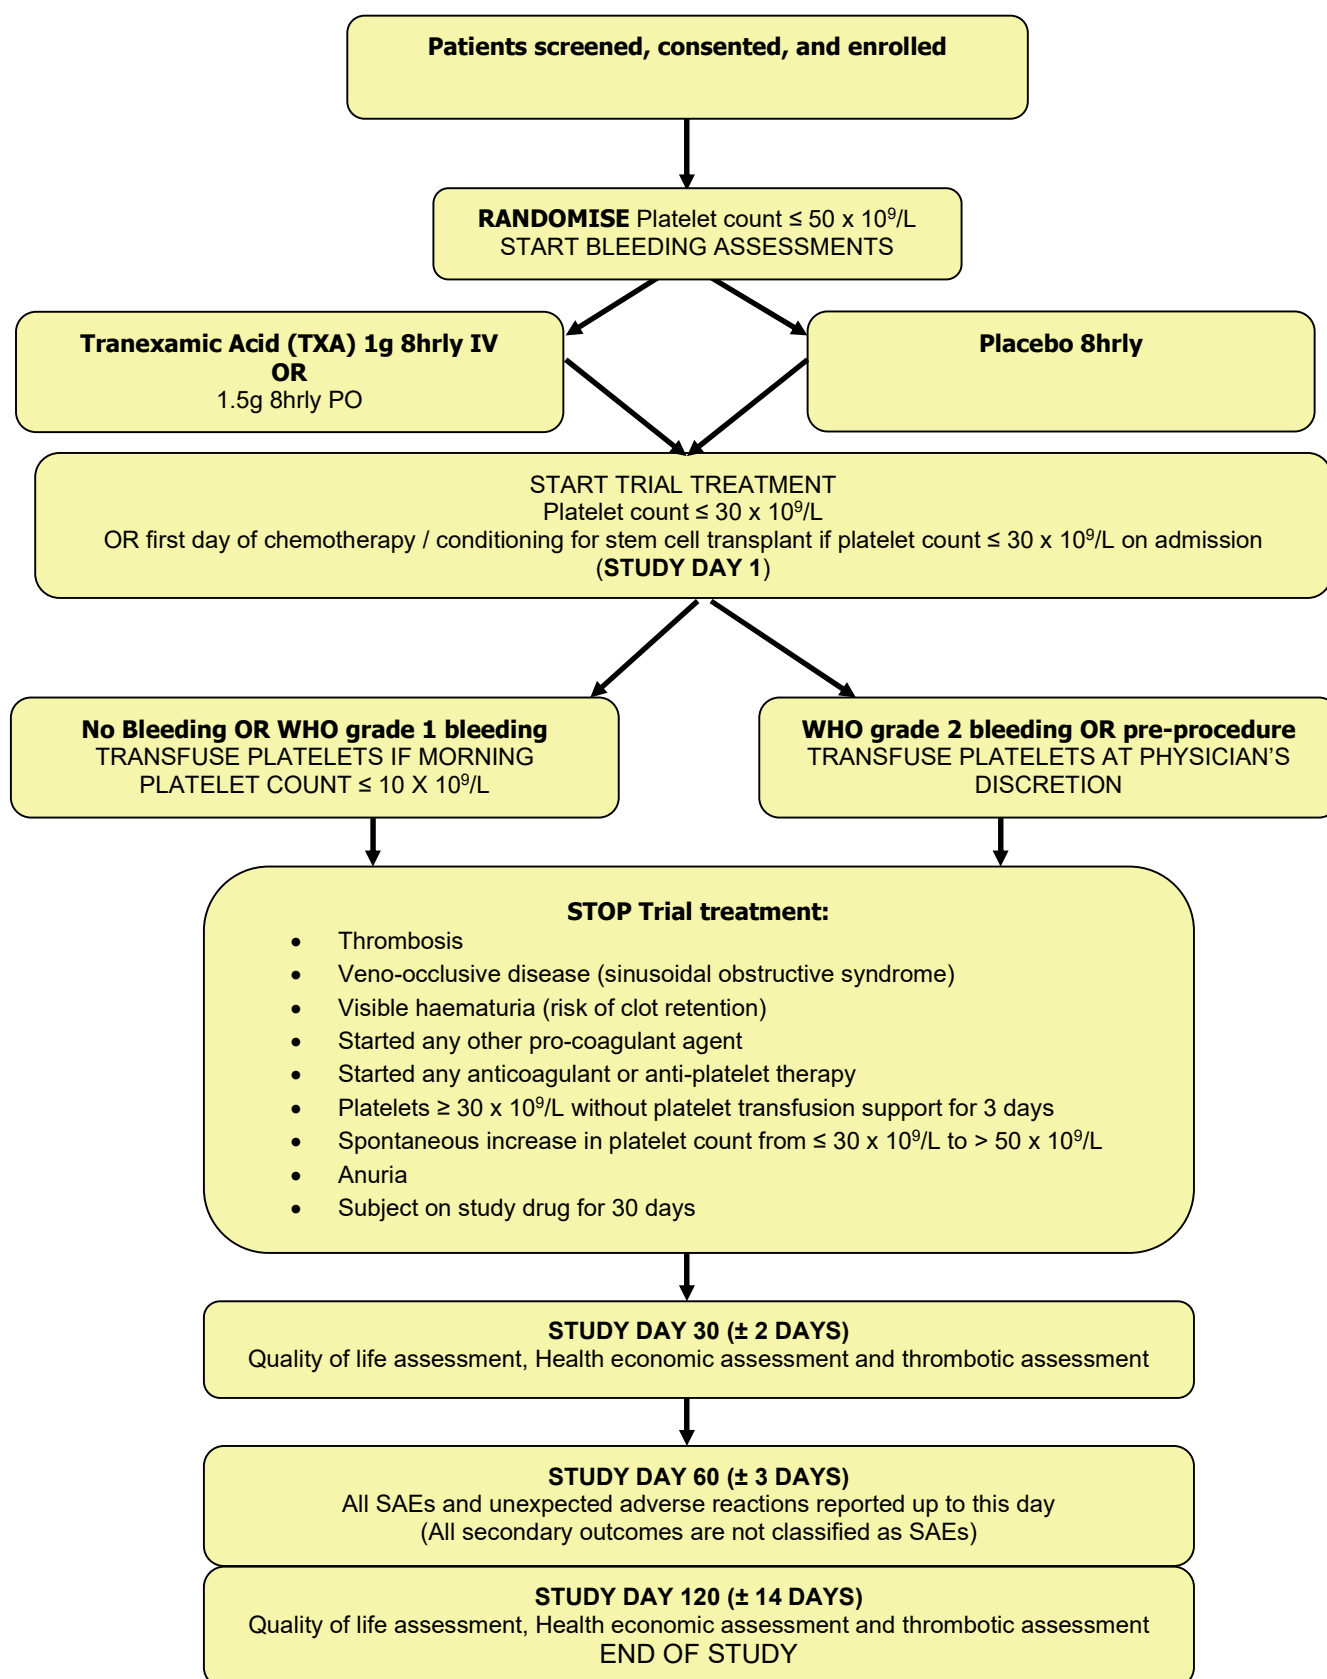 Patients screened, consented, and enrolled
RANDOMISE Platelet count ≤ 50 x 10⁹/L
START BLEEDING ASSESSMENTS
Tranexamic Acid (TXA) 1g 8hrly IV
OR
1.5g 8hrly PO
Placebo 8hrly
START TRIAL TREATMENT
Platelet count ≤ 30 x 10⁹/L
OR first day of chemotherapy / conditioning for stem cell transplant if platelet count ≤ 30 x 10⁹/L on admission
(STUDY DAY 1)
No Bleeding OR WHO grade 1 bleeding
TRANSFUSE PLATELETS IF MORNING
PLATELET COUNT ≤ 10 X 10⁹/L
WHO grade 2 bleeding OR pre-procedure
TRANSFUSE PLATELETS AT PHYSICIAN'S
DISCRETION
STOP Trial treatment:
• Thrombosis
• Veno-occlusive disease (sinusoidal obstructive syndrome)
• Visible haematuria (risk of clot retention)
• Started any other pro-coagulant agent
• Started any anticoagulant or anti-platelet therapy
• Platelets ≥ 30 x 10⁹/L without platelet transfusion support for 3 days
• Spontaneous increase in platelet count from ≤ 30 x 10⁹/L to > 50 x 10⁹/L
• Anuria
• Subject on study drug for 30 days
STUDY DAY 30 (± 2 DAYS)
Quality of life assessment, Health economic assessment and thrombotic assessment
STUDY DAY 60 (± 3 DAYS)
All SAEs and unexpected adverse reactions reported up to this day
(All secondary outcomes are not classified as SAEs)
STUDY DAY 120 (± 14 DAYS)
Quality of life assessment, Health economic assessment and thrombotic assessment
END OF STUDY